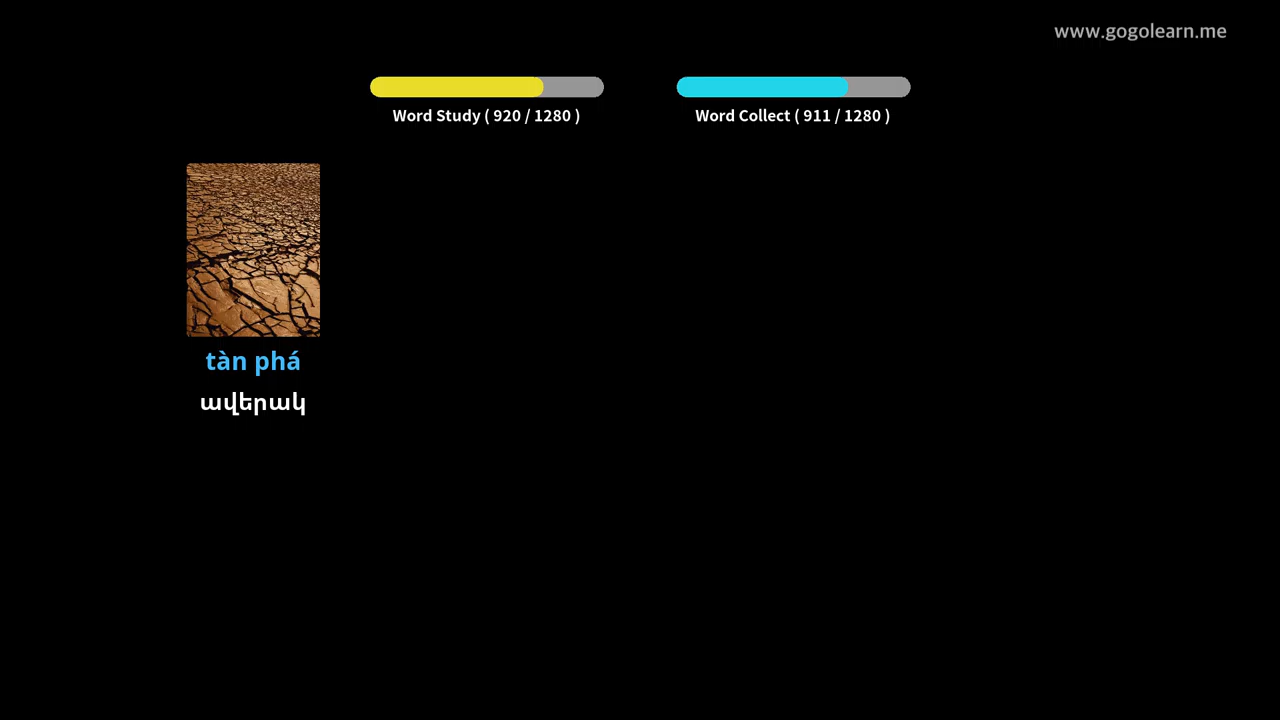 www.gogolearn.me
Word Study ( 920 / 1280 )
Word Collect ( 911 / 1280 )
tàn phá
ավերակ